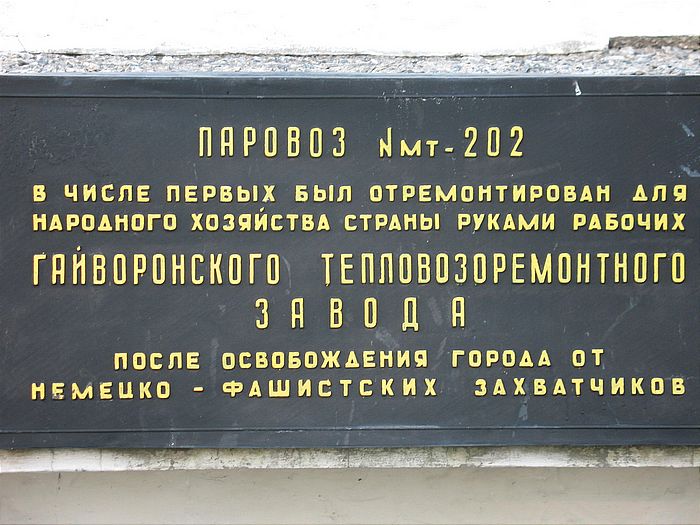 ПАРОВОЗ Nмт-202
В ЧИСЛЕ ПЕРВЫХ БЫЛ ОТРЕМОНТИРОВАН ДЛЯ
НАРОДНОГО ХОЗЯЙСТВА СТРАНЫ РУКАМИ РАБОЧИХ
ГАЙВОРОНСКОГО ТЕПЛОВОЗОРЕМОНТНОГО
ЗАВОДА
ПОСЛЕ ОСВОБОЖДЕНИЯ ГОРОДА ОТ
НЕМЕЦКО - ФАШИСТСКИХ ЗАХВАТЧИКОВ